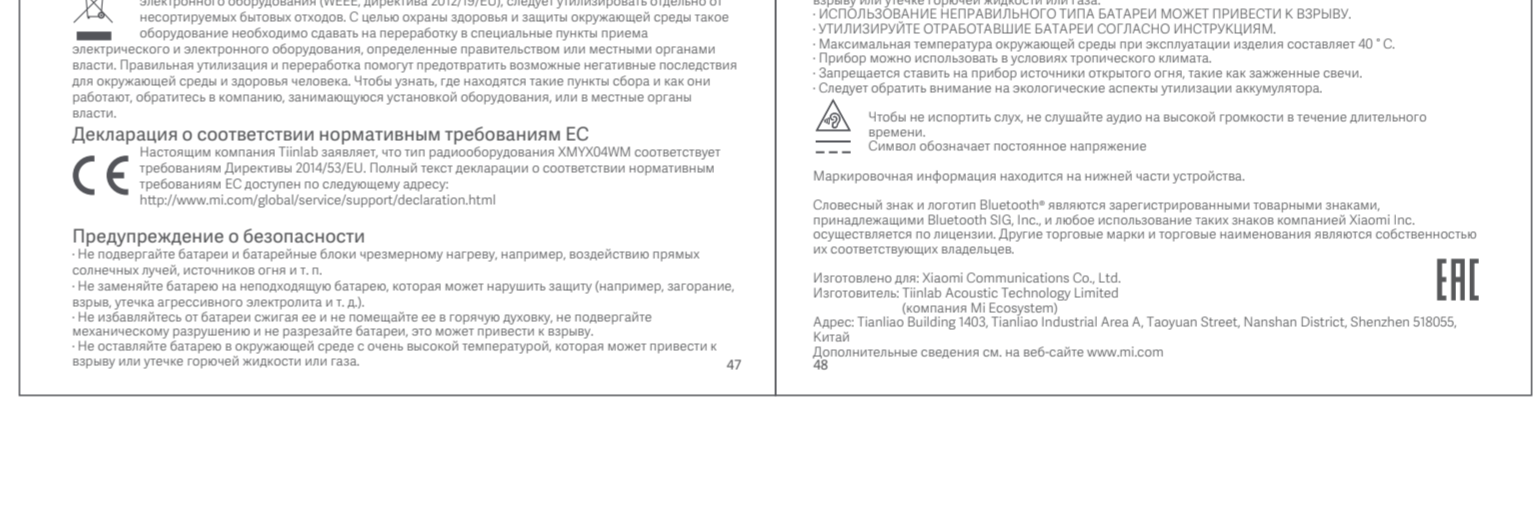 электронного оборудования (WEEE, директива 2012/19/EU), следует утилизировать отдельно от
несортируемых бытовых отходов. С целью охраны здоровья и защиты окружающей среды такое
оборудование необходимо сдавать на переработку в специальные пункты приема
электрического и электронного оборудования, определенные правительством или местными органами
власти. Правильная утилизация и переработка помогут предотвратить возможные негативные последствия
для окружающей среды и здоровья человека. Чтобы узнать, где находятся такие пункты сбора и как они
работают, обратитесь в компанию, занимающуюся установкой оборудования, или в местные органы
власти.
Декларация о соответствии нормативным требованиям ЕС
CE
Настоящим компания Tiinlab заявляет, что тип радиооборудования XMYX04WM соответствует
требованиям Директивы 2014/53/EU. Полный текст декларации о соответствии нормативным
требованиям ЕС доступен по следующему адресу:
http://www.mi.com/global/service/support/declaration.html
Предупреждение о безопасности
· Не подвергайте батареи и батарейные блоки чрезмерному нагреву, например, воздействию прямых
солнечных лучей, источников огня и т. п.
· Не заменяйте батарею на неподходящую батарею, которая может нарушить защиту (например, загорание,
взрыв, утечка агрессивного электролита и т. д.).
· Не избавляйтесь от батареи сжигая ее и не помещайте ее в горячую духовку, не подвергайте
механическому разрушению и не разрезайте батареи, это может привести к взрыву.
· Не оставляйте батарею в окружающей среде с очень высокой температурой, которая может привести к
взрыву или утечке горючей жидкости или газа.
47
взрыву или утечке горючей жидкости или газа.
· ИСПОЛЬЗОВАНИЕ НЕПРАВИЛЬНОГО ТИПА БАТАРЕИ МОЖЕТ ПРИВЕСТИ К ВЗРЫВУ.
· УТИЛИЗИРУЙТЕ ОТРАБОТАВШИЕ БАТАРЕИ СОГЛАСНО ИНСТРУКЦИЯМ.
· Максимальная температура окружающей среды при эксплуатации изделия составляет 40 ° C.
· Прибор можно использовать в условиях тропического климата.
· Запрещается ставить на прибор источники открытого огня, такие как зажженные свечи.
· Следует обратить внимание на экологические аспекты утилизации аккумулятора.
Чтобы не испортить слух, не слушайте аудио на высокой громкости в течение длительного
времени.
Символ обозначает постоянное напряжение
Маркировочная информация находится на нижней части устройства.
Словесный знак и логотип Bluetooth® являются зарегистрированными товарными знаками,
принадлежащими Bluetooth SIG, Inc., и любое использование таких знаков компанией Xiaomi Inc.
осуществляется по лицензии. Другие торговые марки и торговые наименования являются собственностью
их соответствующих владельцев.
Изготовлено для: Xiaomi Communications Co., Ltd.
Изготовитель: Tiinlab Acoustic Technology Limited
(компания Mi Ecosystem)
Адрес: Tianliao Building 1403, Tianliao Industrial Area A, Taoyuan Street, Nanshan District, Shenzhen 518055,
Китай
Дополнительные сведения см. на веб-сайте www.mi.com
48
EAC